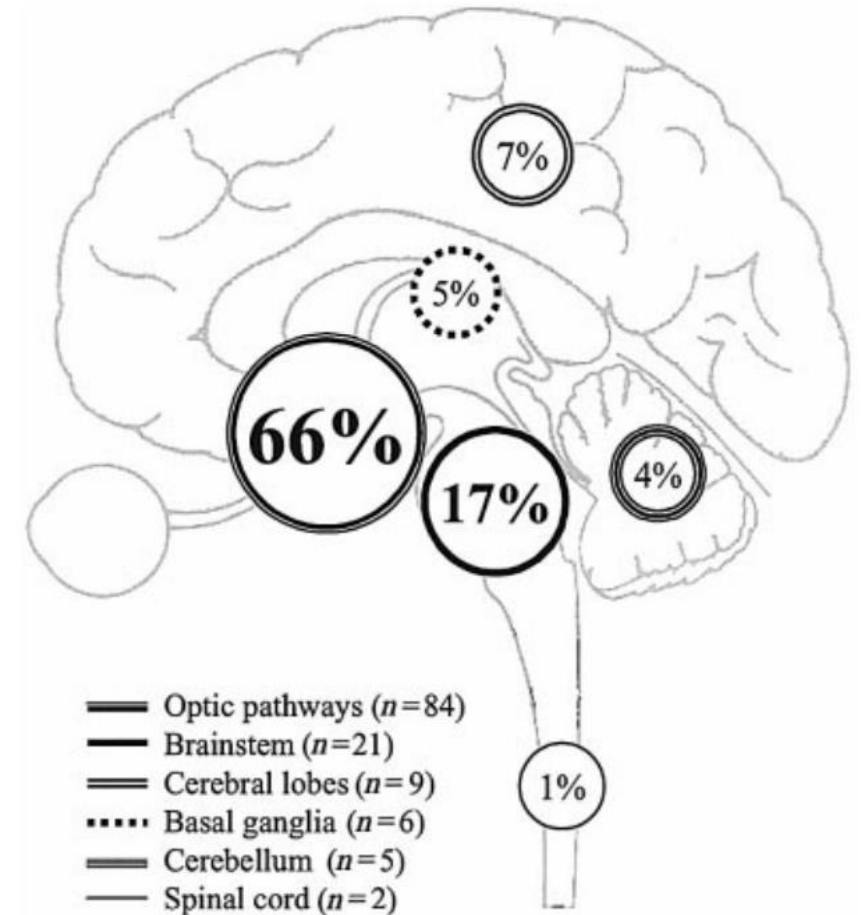 7%
5%
66%
17%
4%
1%
Optic pathways (n=84)
Brainstem (n=21)
Cerebral lobes (n=9)
Basal ganglia (n=6)
Cerebellum (n=5)
Spinal cord (n=2)